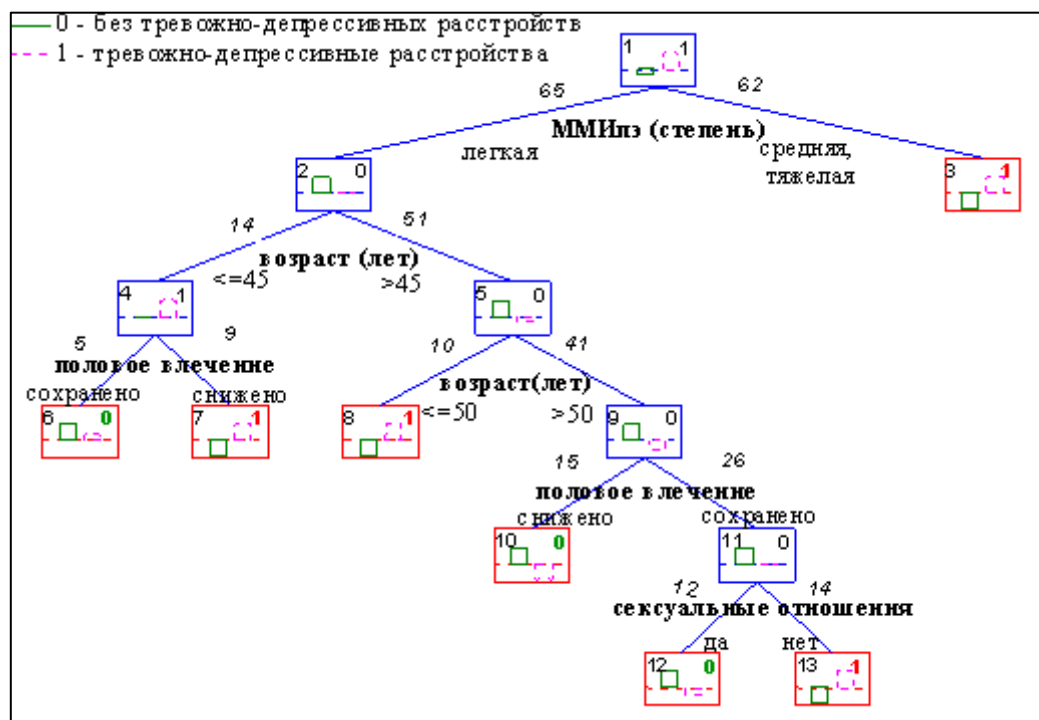 0 - без тревожно-депрессивных расстройств
1 - тревожно-депрессивные расстройства
1 1
65 62
ММИпэ (степень)
легкая средняя,
тяжелая
2 0
3 1
14 51
возраст (лет)
<=45 >45
4 1
5 0
5 9
10 41
половое влечение
сохранено снижено
возраст(лет)
<=50 >50
6 0
7 1
8 1
9 0
15 26
половое влечение
снижено сохранено
10 0
11 0
12 14
сексуальные отношения
да нет
12 0
13 1